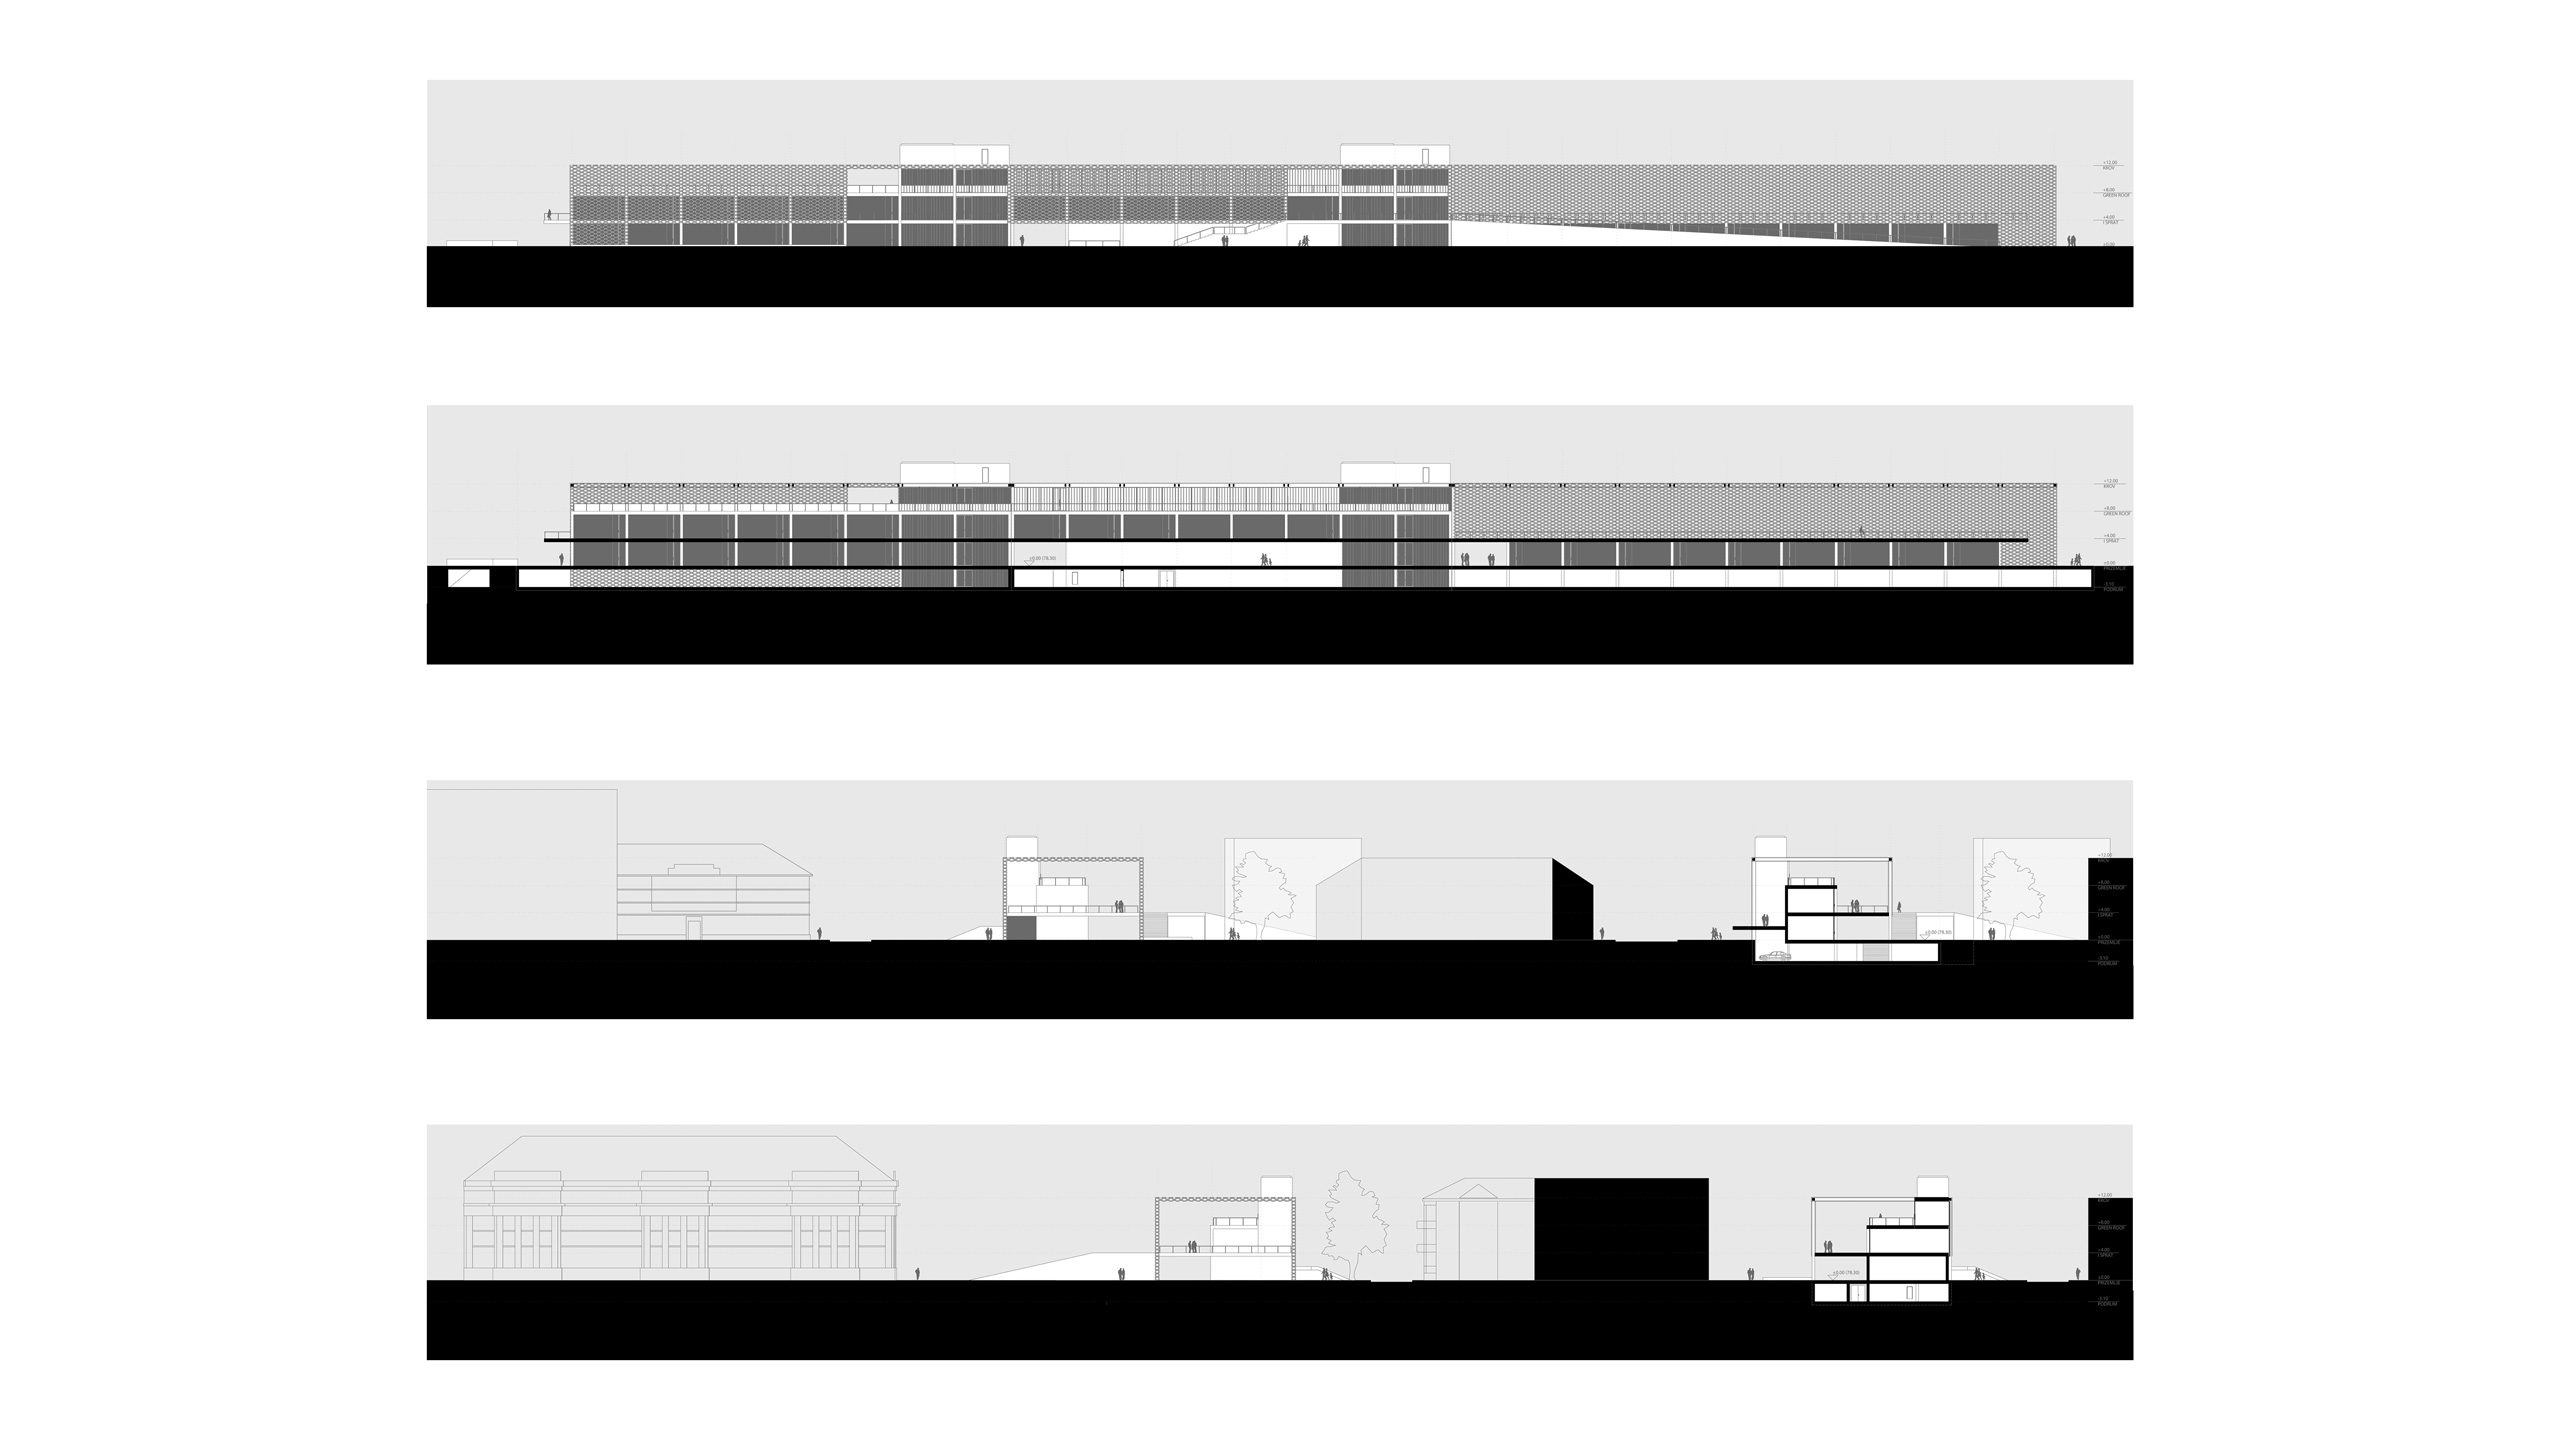 +12.00
KROV
+8.00
GREEN ROOF
+4.00
I SPRAT
±0.00
+12.00
KROV
+8.00
GREEN ROOF
+4.00
I SPRAT
±0.00 (78,30)
±0.00
PRIZEMLJE
-3.10
PODRUM
+12.00
KROV
+8.00
GREEN ROOF
+4.00
I SPRAT
±0.00 (78,30)
±0.00
PRIZEMLJE
-3.10
PODRUM
+12.00
KROV
+8.00
GREEN ROOF
+4.00
I SPRAT
±0.00 (78,30)
±0.00
PRIZEMLJE
-3.10
PODRUM